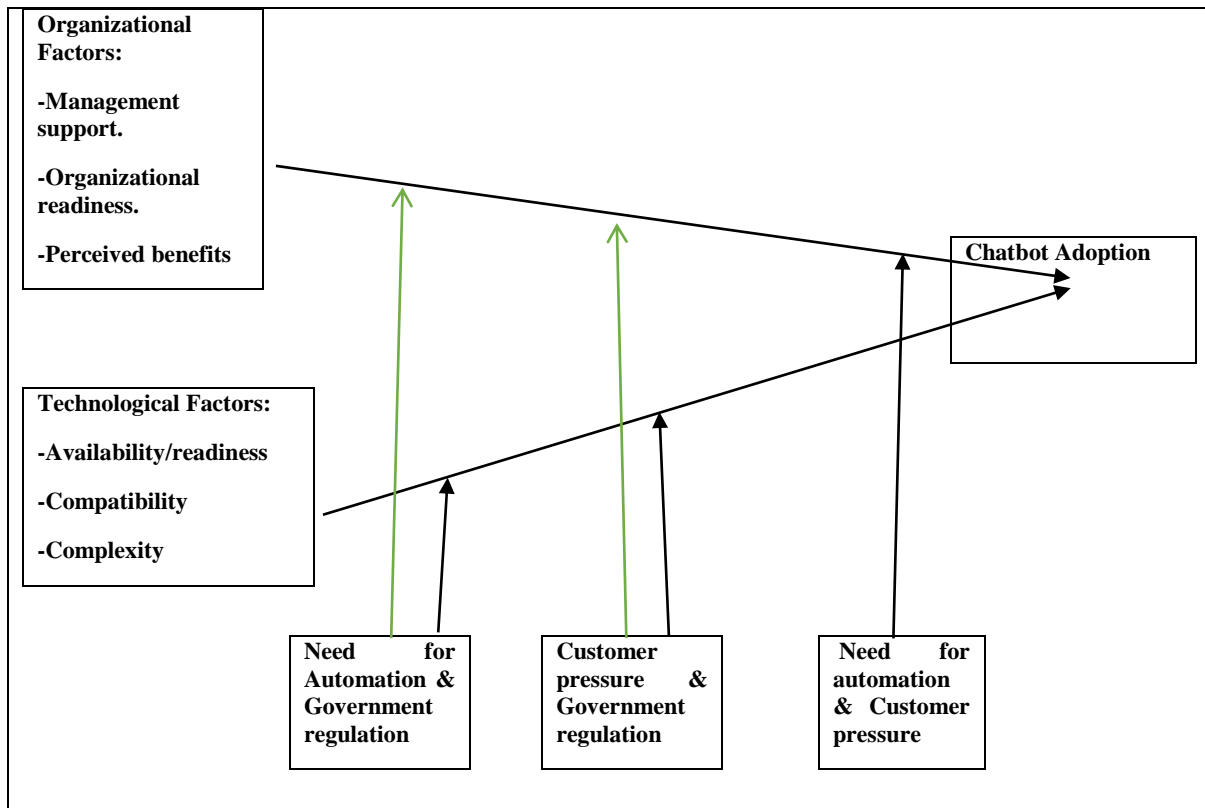 Organizational
Factors:
-Management
support.
-Organizational
readiness.
-Perceived benefits
Chatbot Adoption
Technological Factors:
-Availability/readiness
-Compatibility
-Complexity
Need for
Automation &
Government
regulation
Customer
pressure &
Government
regulation
Need for
automation
& Customer
pressure